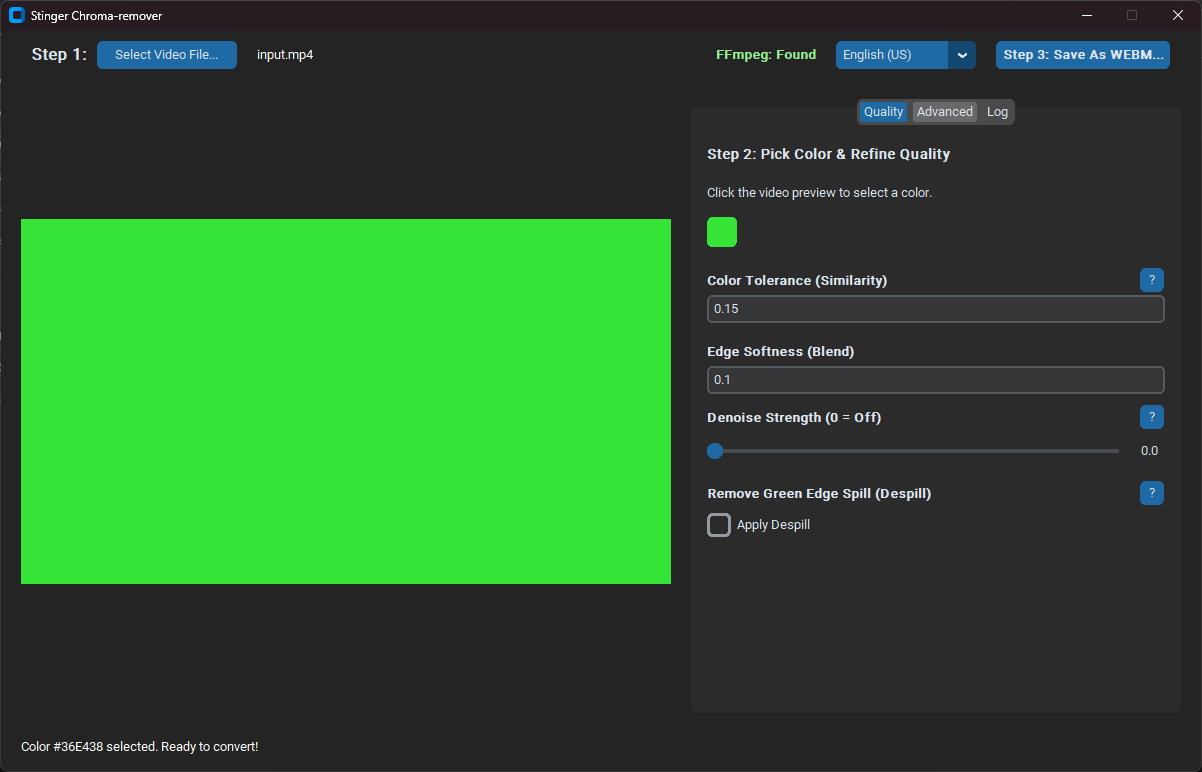 Stinger Chroma-remover
Step 1: Select Video File... input.mp4 FFmpeg: Found English (US) Step 3: Save As WEBM...
Quality Advanced Log
Step 2: Pick Color & Refine Quality
Click the video preview to select a color.
Color Tolerance (Similarity) ?
0.15
Edge Softness (Blend)
0.1
Denoise Strength (0 = Off) ?
0.0
Remove Green Edge Spill (Despill) ?
Apply Despill
Color #36E438 selected. Ready to convert!